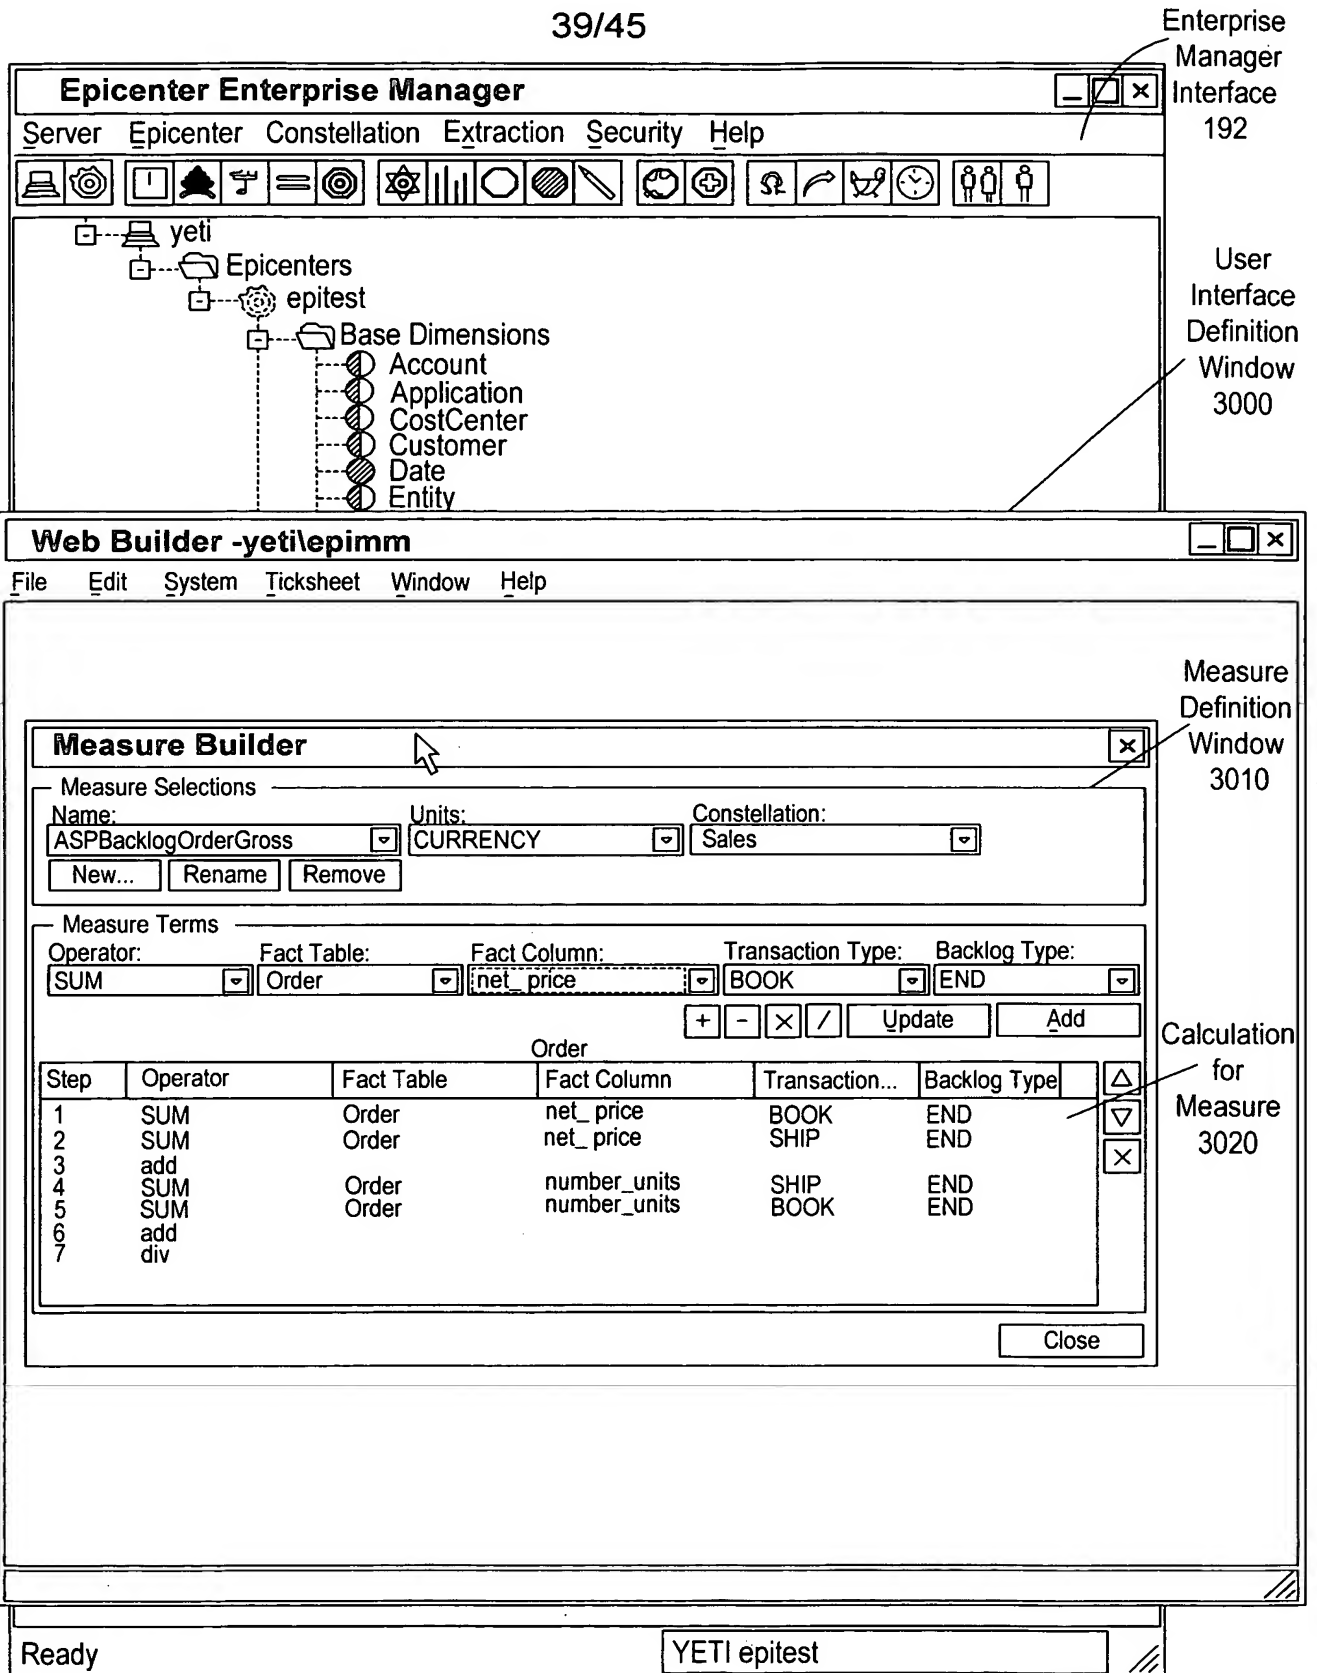 39/45
Enterprise
Manager
Interface
192
Epicenter Enterprise Manager
Server Epicenter Constellation Extraction Security Help
yeti
Epicenters
epitest
Base Dimensions
Account
Application
CostCenter
Customer
Date
Entity
User
Interface
Definition
Window
3000
Web Builder -yeti\epimm
File Edit System Ticksheet Window Help
Measure
Definition
Window
3010
Measure Builder
Measure Selections
Name: Units: Constellation:
ASPBacklogOrderGross CURRENCY Sales
New... Rename Remove
Measure Terms
Operator: Fact Table: Fact Column: Transaction Type: Backlog Type:
SUM Order net_ price BOOK END
+ - × / Update Add
Order
Step Operator Fact Table Fact Column Transaction... Backlog Type
1 SUM Order net_ price BOOK END
2 SUM Order net_ price SHIP END
3 add
4 SUM Order number_units SHIP END
5 SUM Order number_units BOOK END
6 add
7 div
Calculation
for
Measure
3020
Close
Ready YETI epitest